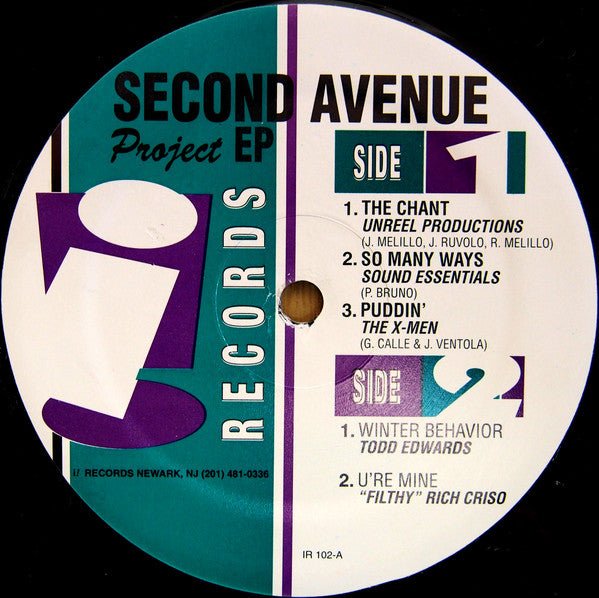 SECOND AVENUE
Project EP
i!
RECORDS
SIDE 1
1. THE CHANT
UNREEL PRODUCTIONS
(J. MELILLO, J. RUVOLO, R. MELILLO)
2. SO MANY WAYS
SOUND ESSENTIALS
(P. BRUNO)
3. PUDDIN'
THE X-MEN
(G. CALLE & J. VENTOLA)
SIDE 2
1. WINTER BEHAVIOR
TODD EDWARDS
2. U'RE MINE
"FILTHY" RICH CRISO
i! RECORDS NEWARK, NJ (201) 481-0336
IR 102-A